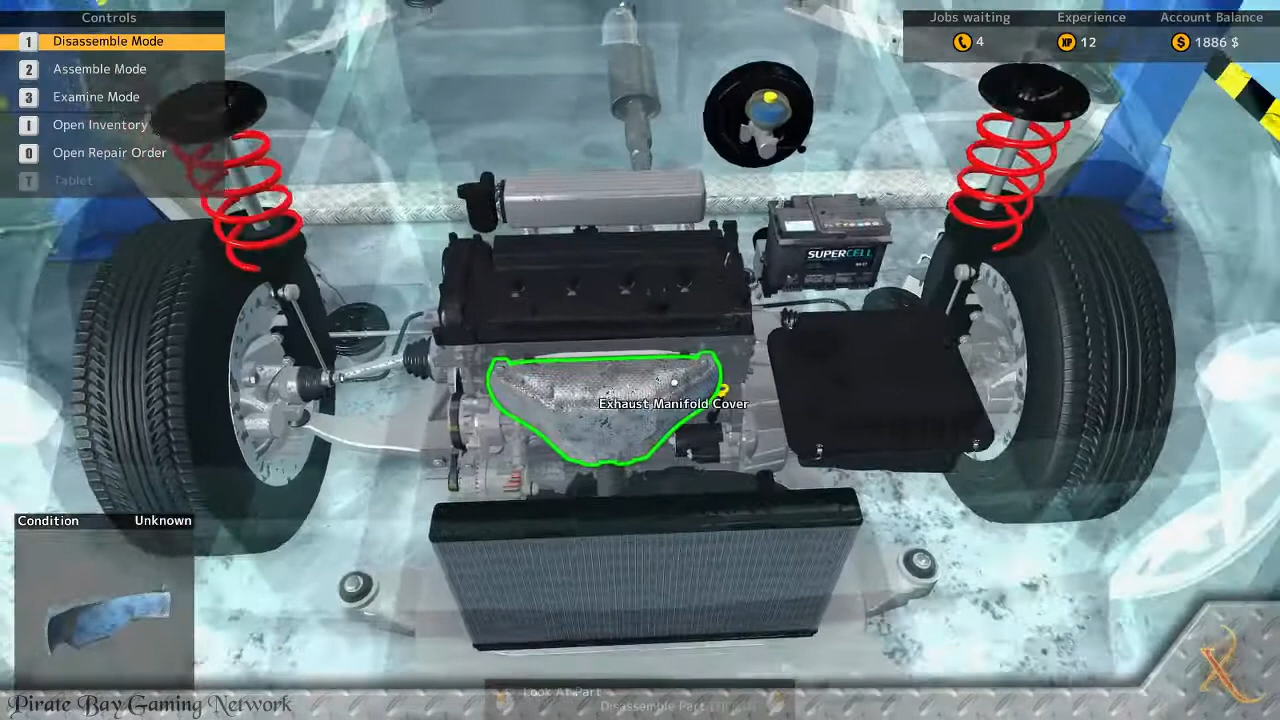 Controls
1 Disassemble Mode
2 Assemble Mode
3 Examine Mode
I Open Inventory
O Open Repair Order
T Tablet
Jobs waiting Experience Account Balance
4 XP 12 $ 1886 $
SUPERCELL
Exhaust Manifold Cover
Condition Unknown
Look At Part
Disassemble Part
Pirate Bay Gaming Network